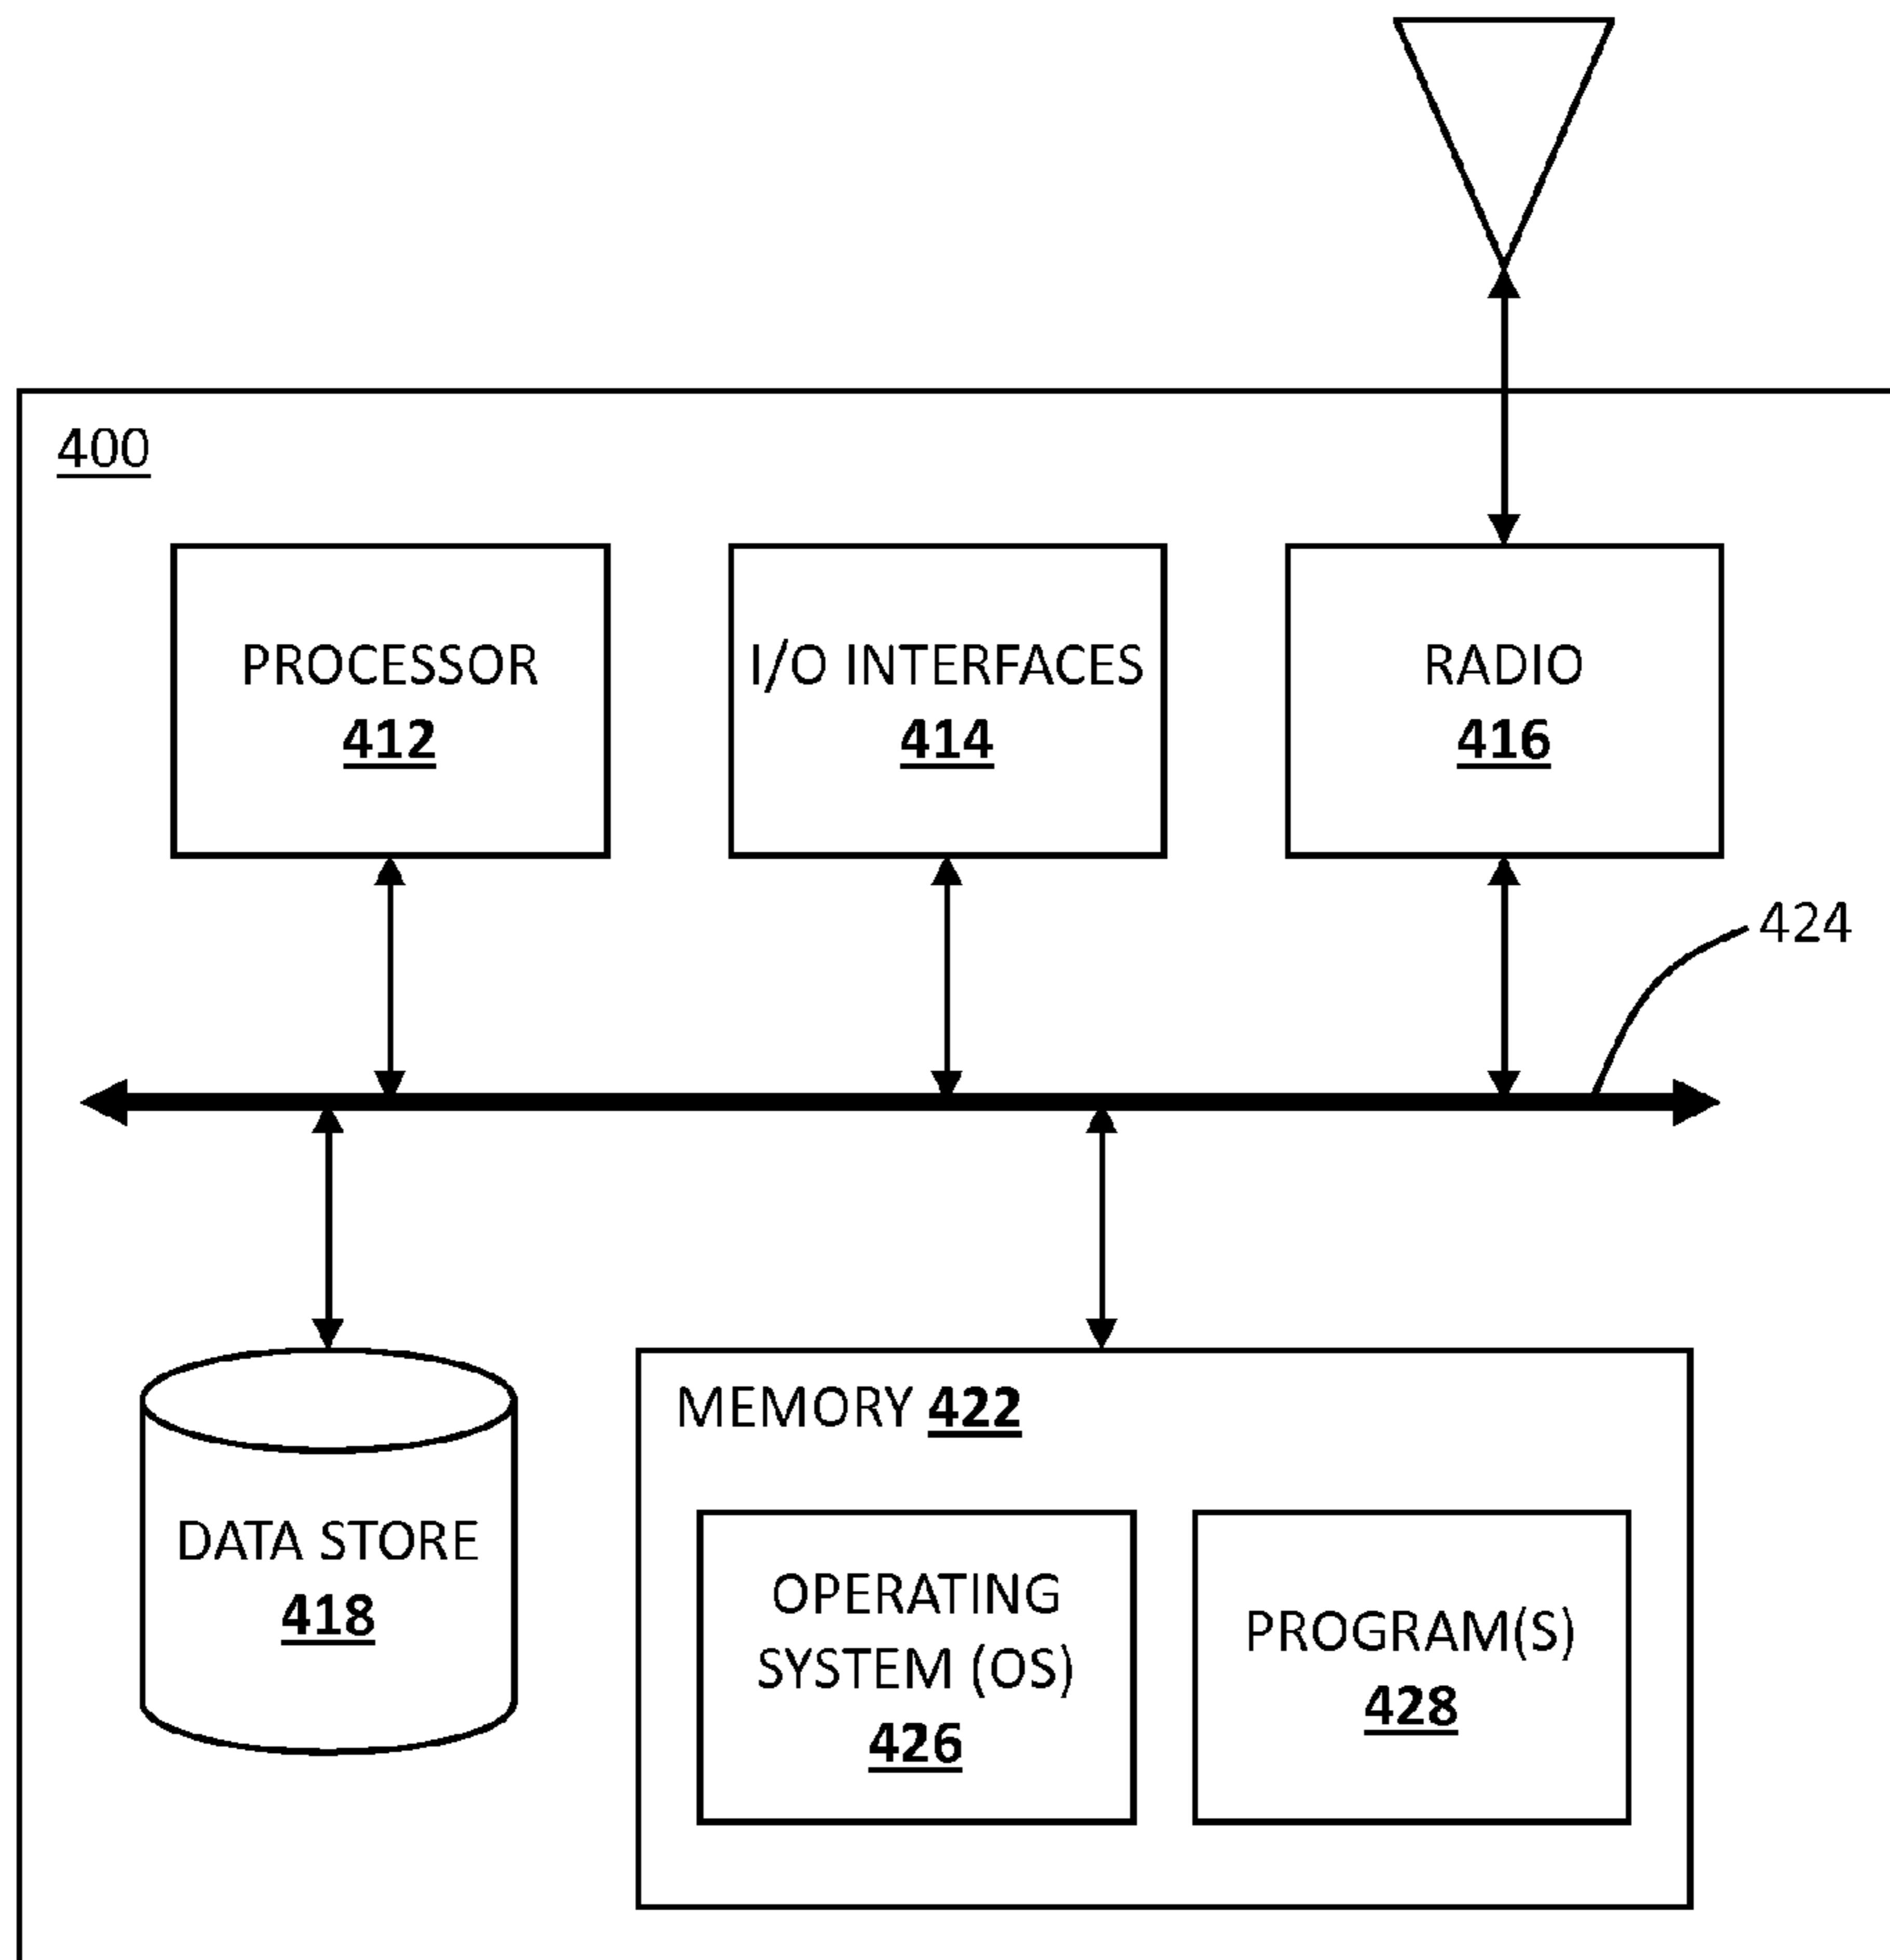 400
PROCESSOR
412
I/O INTERFACES
414
RADIO
416
424
DATA STORE
418
MEMORY 422
OPERATING
SYSTEM (OS)
426
PROGRAM(S)
428